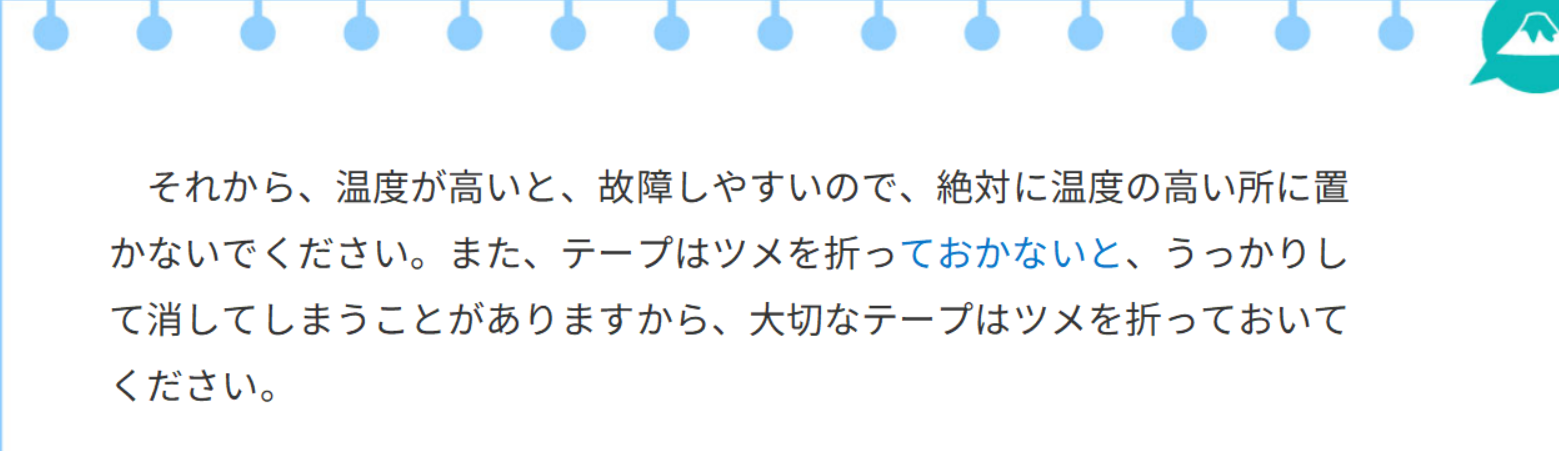 それから、温度が高いと、故障しやすいので、絶対に温度の高い所に置
かないでください。また、テープはツメを折っておかないと、うっかりし
て消してしまうことがありますから、大切なテープはツメを折っておいて
ください。